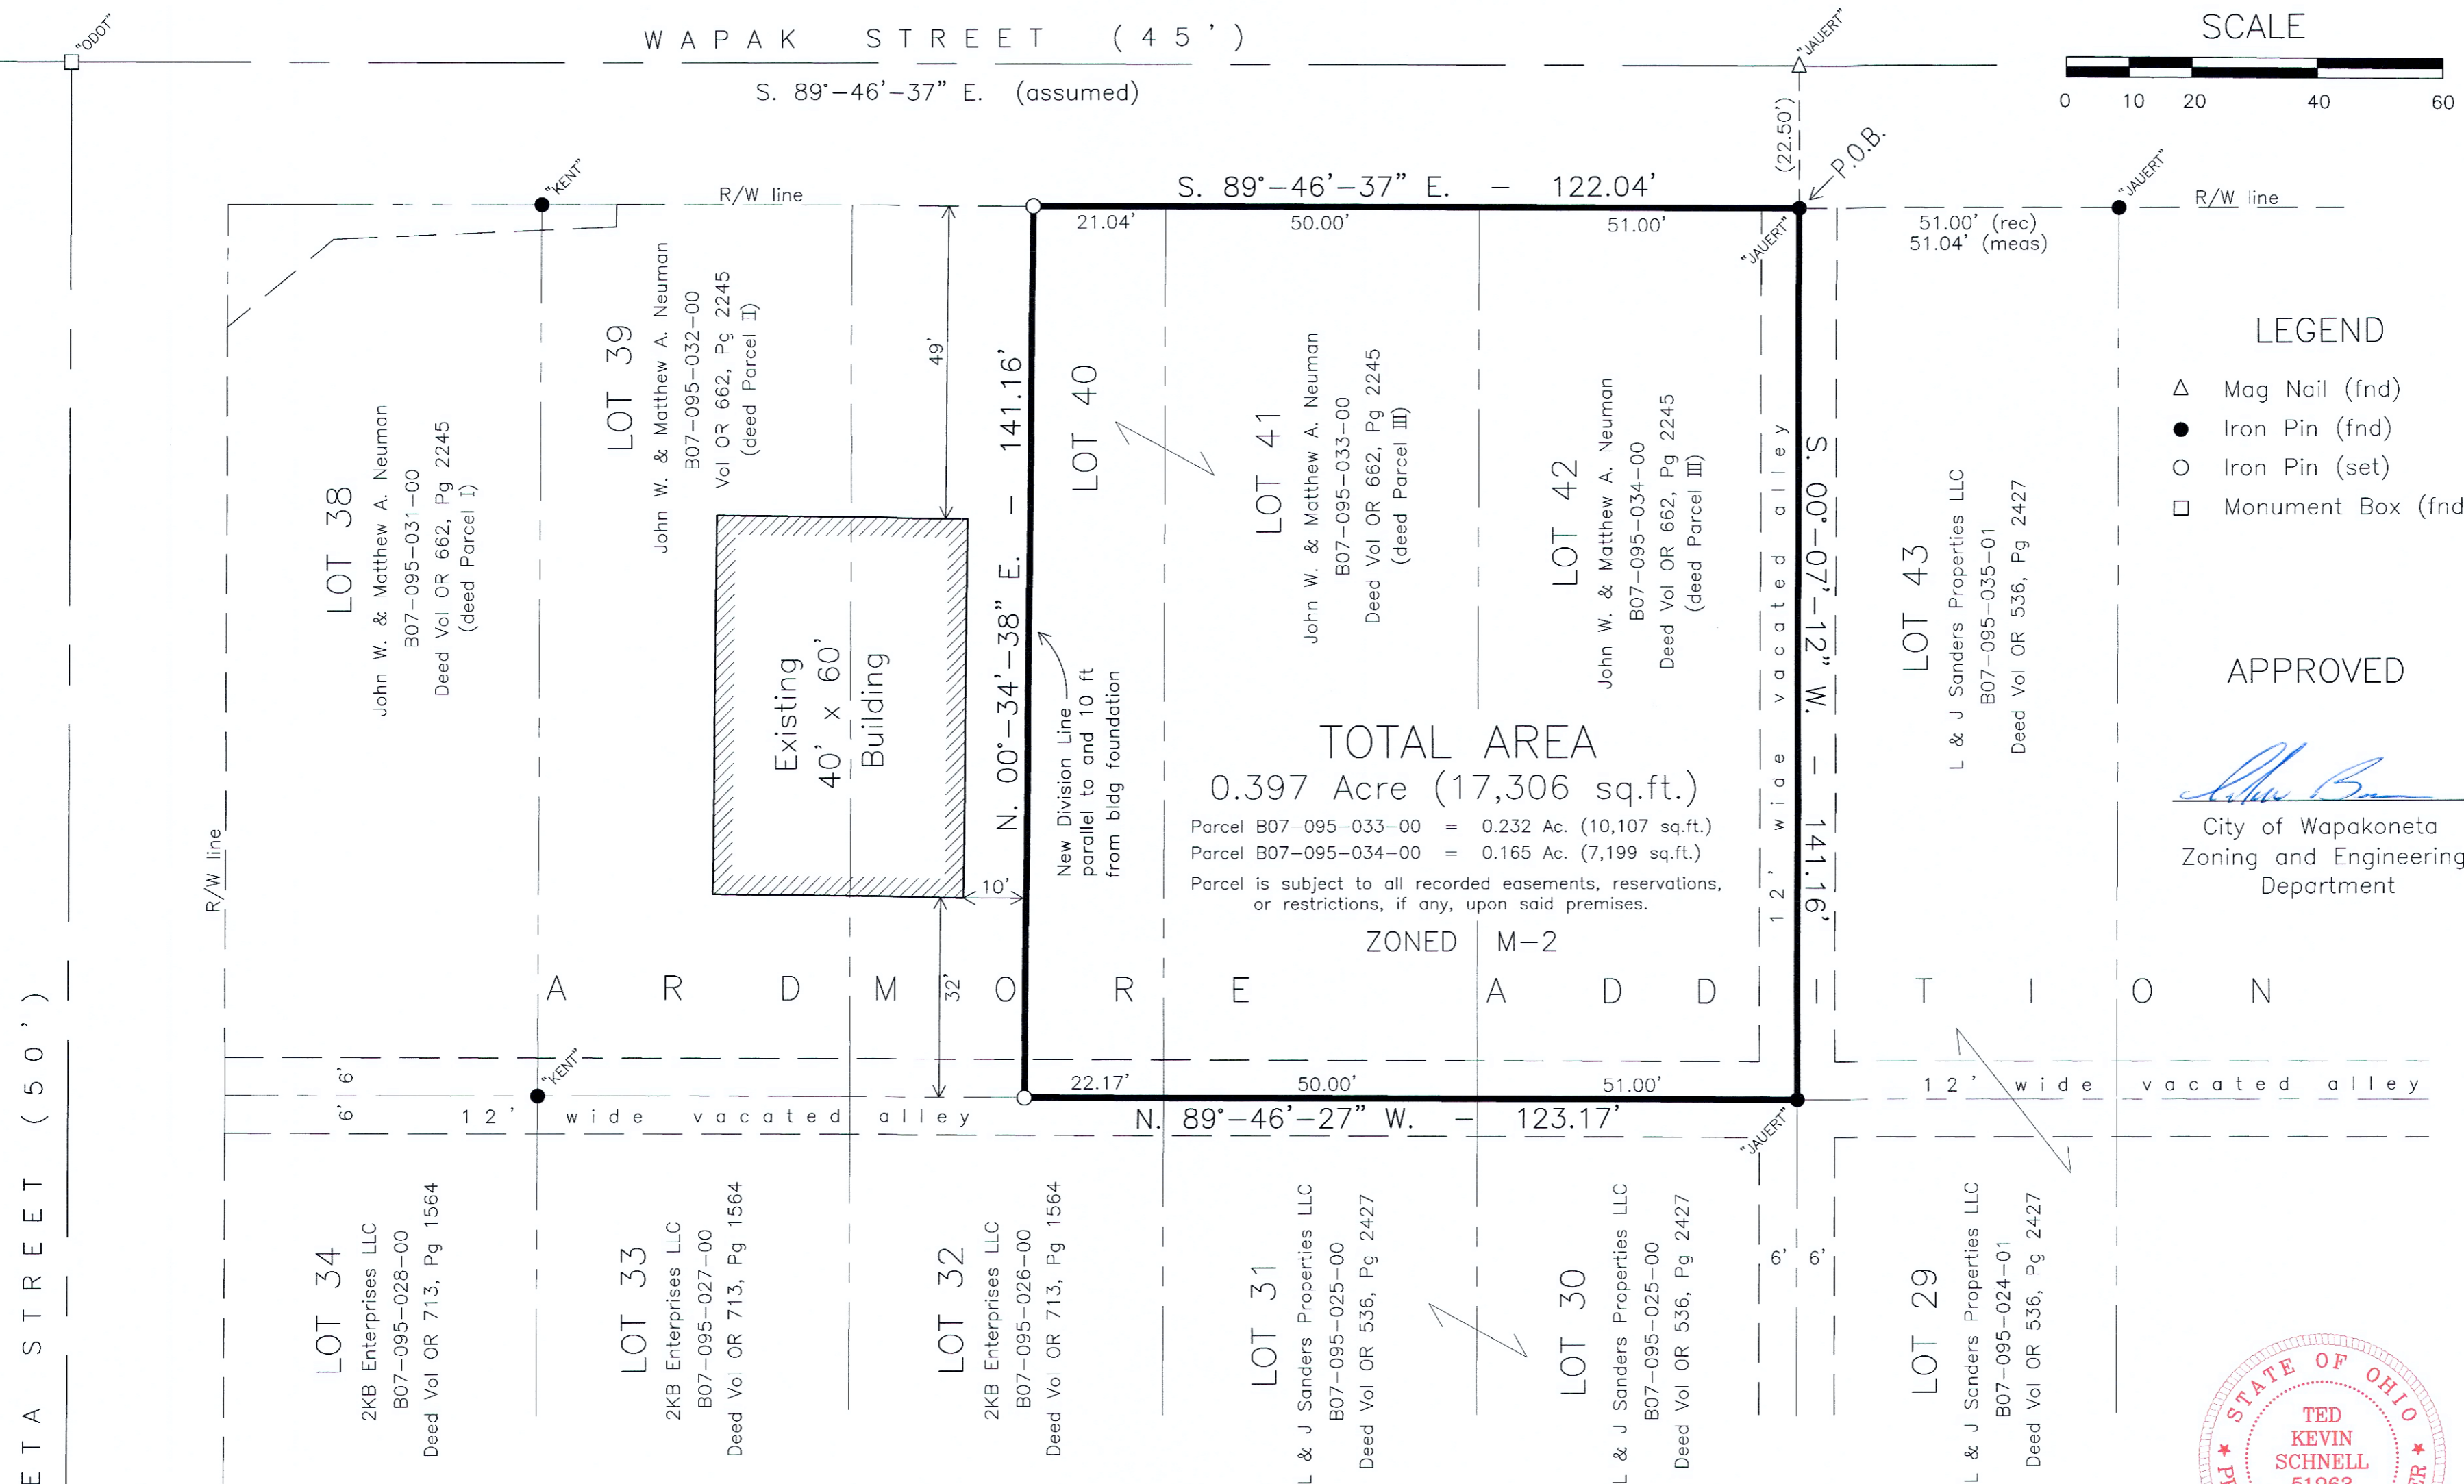 "ODOT"
WAPAK STREET (45')
S. 89°-46'-37" E. (assumed)
"JAUERT"
SCALE
0 10 20 40 60
(22.50')
P.O.B.
"KENT"
R/W line
S. 89°-46'-37" E. - 122.04'
21.04' 50.00' 51.00'
"JAUERT"
"JAUERT"
R/W line
51.00' (rec)
51.04' (meas)
LEGEND
Mag Nail (fnd)
Iron Pin (fnd)
Iron Pin (set)
Monument Box (fnd
LOT 38
John W. & Matthew A. Neuman
B07-095-031-00
Deed Vol OR 662, Pg 2245
(deed Parcel I)
LOT 39
John W. & Matthew A. Neuman
B07-095-032-00
Vol OR 662, Pg 2245
(deed Parcel II)
49'
N. 00°-34'-38" E. - 141.16'
LOT 40
LOT 41
John W. & Matthew A. Neuman
B07-095-033-00
Deed Vol OR 662, Pg 2245
(deed Parcel III)
LOT 42
John W. & Matthew A. Neuman
B07-095-034-00
Deed Vol OR 662, Pg 2245
(deed Parcel III)
12' wide vacated alley
S. 00°-07'-12" W. - 141.16'
LOT 43
L & J Sanders Properties LLC
B07-095-035-01
Deed Vol OR 536, Pg 2427
APPROVED
City of Wapakoneta
Zoning and Engineering
Department
Existing
40' x 60'
Building
10'
32'
New Division Line
parallel to and 10 ft
from bldg foundation
TOTAL AREA
0.397 Acre (17,306 sq.ft.)
Parcel B07-095-033-00 = 0.232 Ac. (10,107 sq.ft.)
Parcel B07-095-034-00 = 0.165 Ac. (7,199 sq.ft.)
Parcel is subject to all recorded easements, reservations,
or restrictions, if any, upon said premises.
ZONED M-2
R/W line
ARDMORE ADDITION
ETA STREET (50')
6'
6'
"KENT"
12' wide vacated alley
22.17' 50.00' 51.00'
N. 89°-46'-27" W. - 123.17'
"JAUERT"
12' wide vacated alley
LOT 34
2KB Enterprises LLC
B07-095-028-00
Deed Vol OR 713, Pg 1564
LOT 33
2KB Enterprises LLC
B07-095-027-00
Deed Vol OR 713, Pg 1564
LOT 32
2KB Enterprises LLC
B07-095-026-00
Deed Vol OR 713, Pg 1564
LOT 31
L & J Sanders Properties LLC
B07-095-025-00
Deed Vol OR 536, Pg 2427
LOT 30
L & J Sanders Properties LLC
B07-095-025-00
Deed Vol OR 536, Pg 2427
6' 6'
LOT 29
L & J Sanders Properties LLC
B07-095-024-01
Deed Vol OR 536, Pg 2427
STATE OF OHIO
TED
KEVIN
SCHNELL